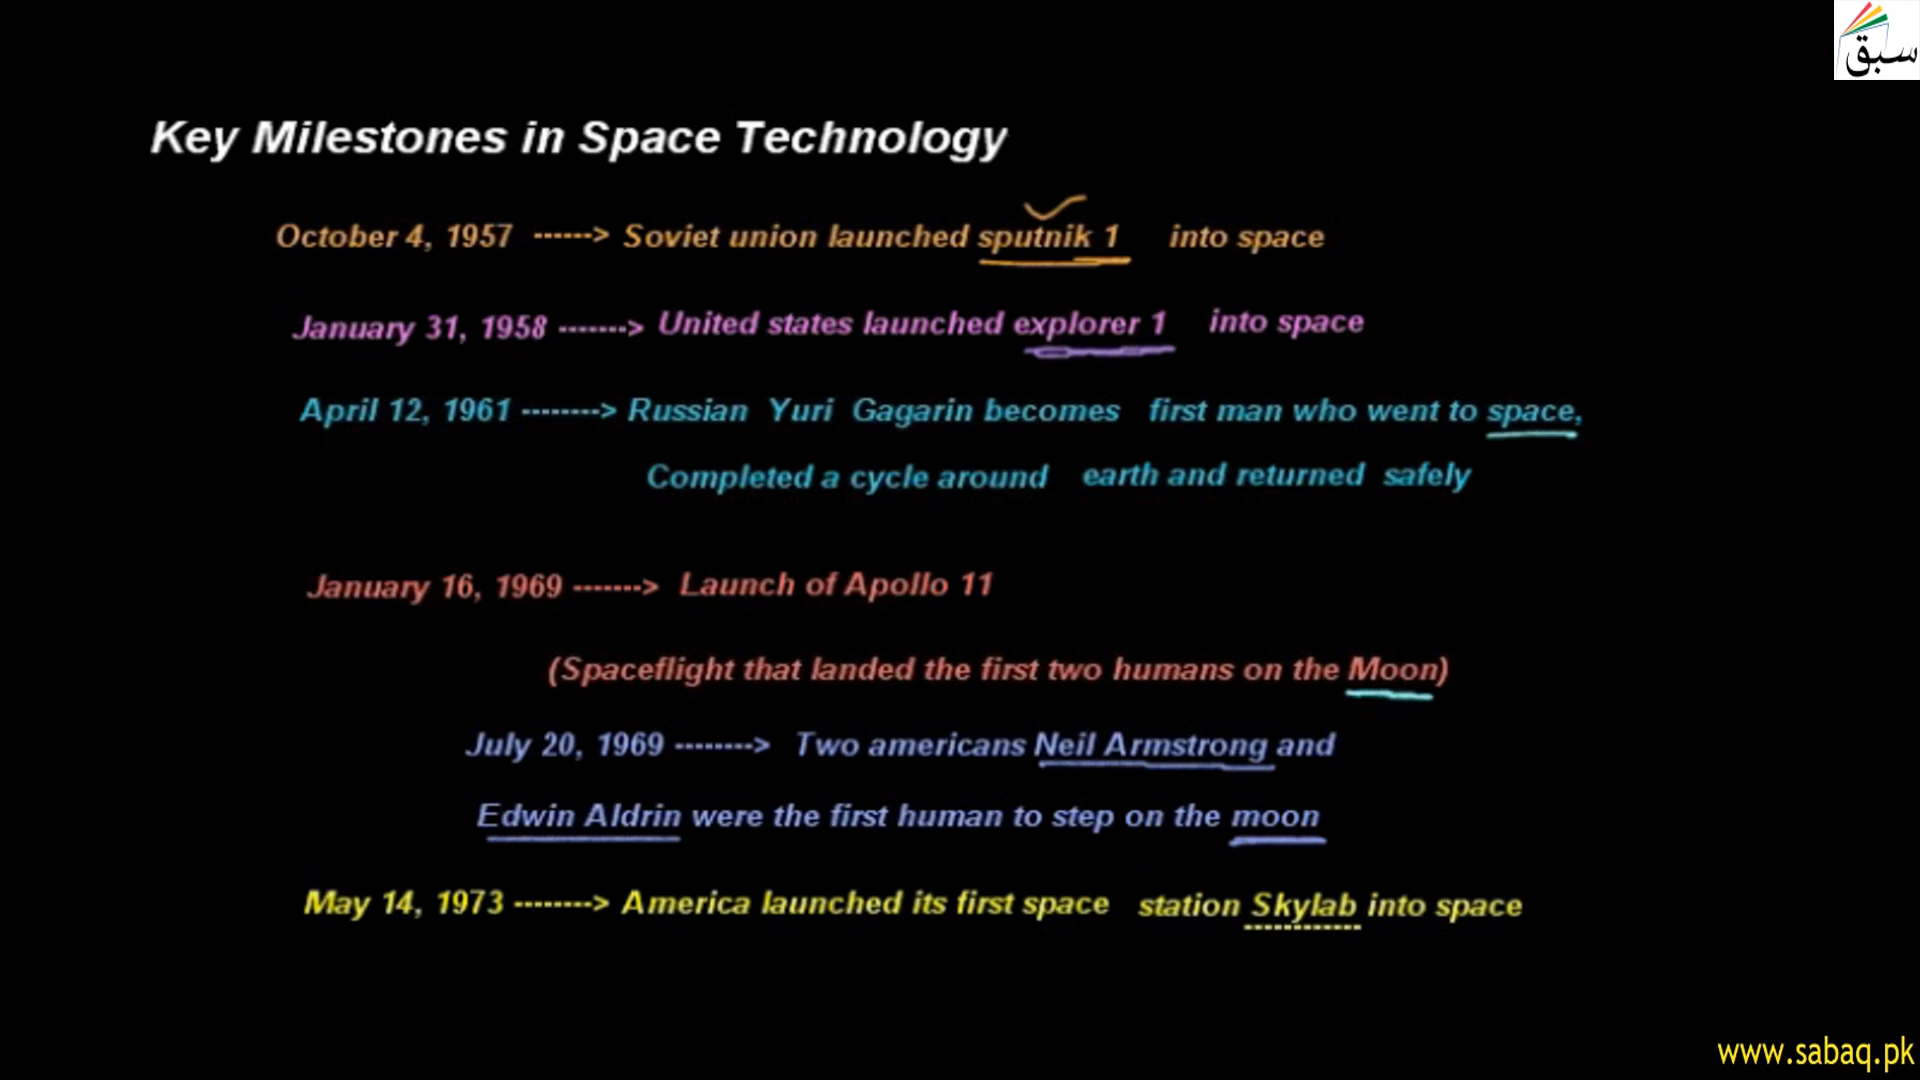 سبق
Key Milestones in Space Technology
October 4, 1957 ------> Soviet union launched sputnik 1 into space
January 31, 1958 -------> United states launched explorer 1 into space
April 12, 1961 --------> Russian Yuri Gagarin becomes first man who went to space,
Completed a cycle around earth and returned safely
January 16, 1969 -------> Launch of Apollo 11
(Spaceflight that landed the first two humans on the Moon)
July 20, 1969 --------> Two americans Neil Armstrong and
Edwin Aldrin were the first human to step on the moon
May 14, 1973 --------> America launched its first space station Skylab into space
www.sabaq.pk